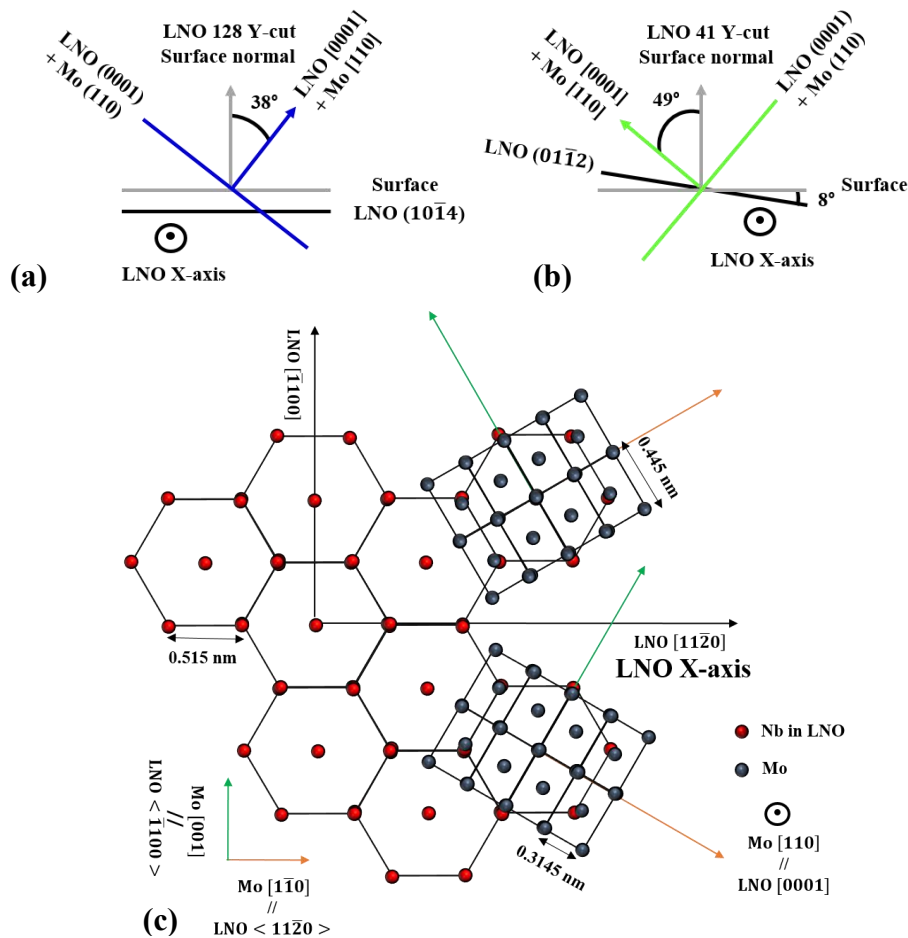 LNO 128 Y-cut
Surface normal
LNO (0001)
+ Mo (110)
38°
LNO [0001]
+ Mo [110]
Surface
LNO (101̅4)
LNO X-axis
(a)
LNO 41 Y-cut
Surface normal
LNO [0001]
+ Mo [110]
49°
LNO (0001)
+ Mo (110)
LNO (011̅2)
Surface
8°
LNO X-axis
(b)
LNO [1̅100]
0.445 nm
0.515 nm
LNO [112̅0]
LNO X-axis
Nb in LNO
Mo
0.3145 nm
Mo [110]
//
LNO [0001]
Mo [001]
//
LNO < 1̅100 >
Mo [11̅0]
//
LNO < 112̅0 >
(c)